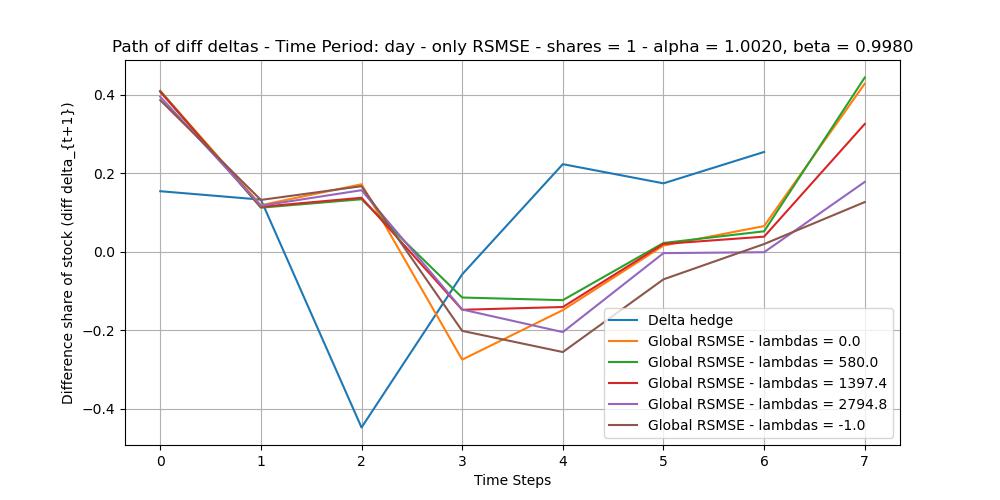 Path of diff deltas - Time Period: day - only RSMSE - shares = 1 - alpha = 1.0020, beta = 0.9980
Difference share of stock (diff delta_{t+1})
0.4
0.2
0.0
−0.2
−0.4
Delta hedge
Global RSMSE - lambdas = 0.0
Global RSMSE - lambdas = 580.0
Global RSMSE - lambdas = 1397.4
Global RSMSE - lambdas = 2794.8
Global RSMSE - lambdas = -1.0
0 1 2 3 4 5 6 7
Time Steps